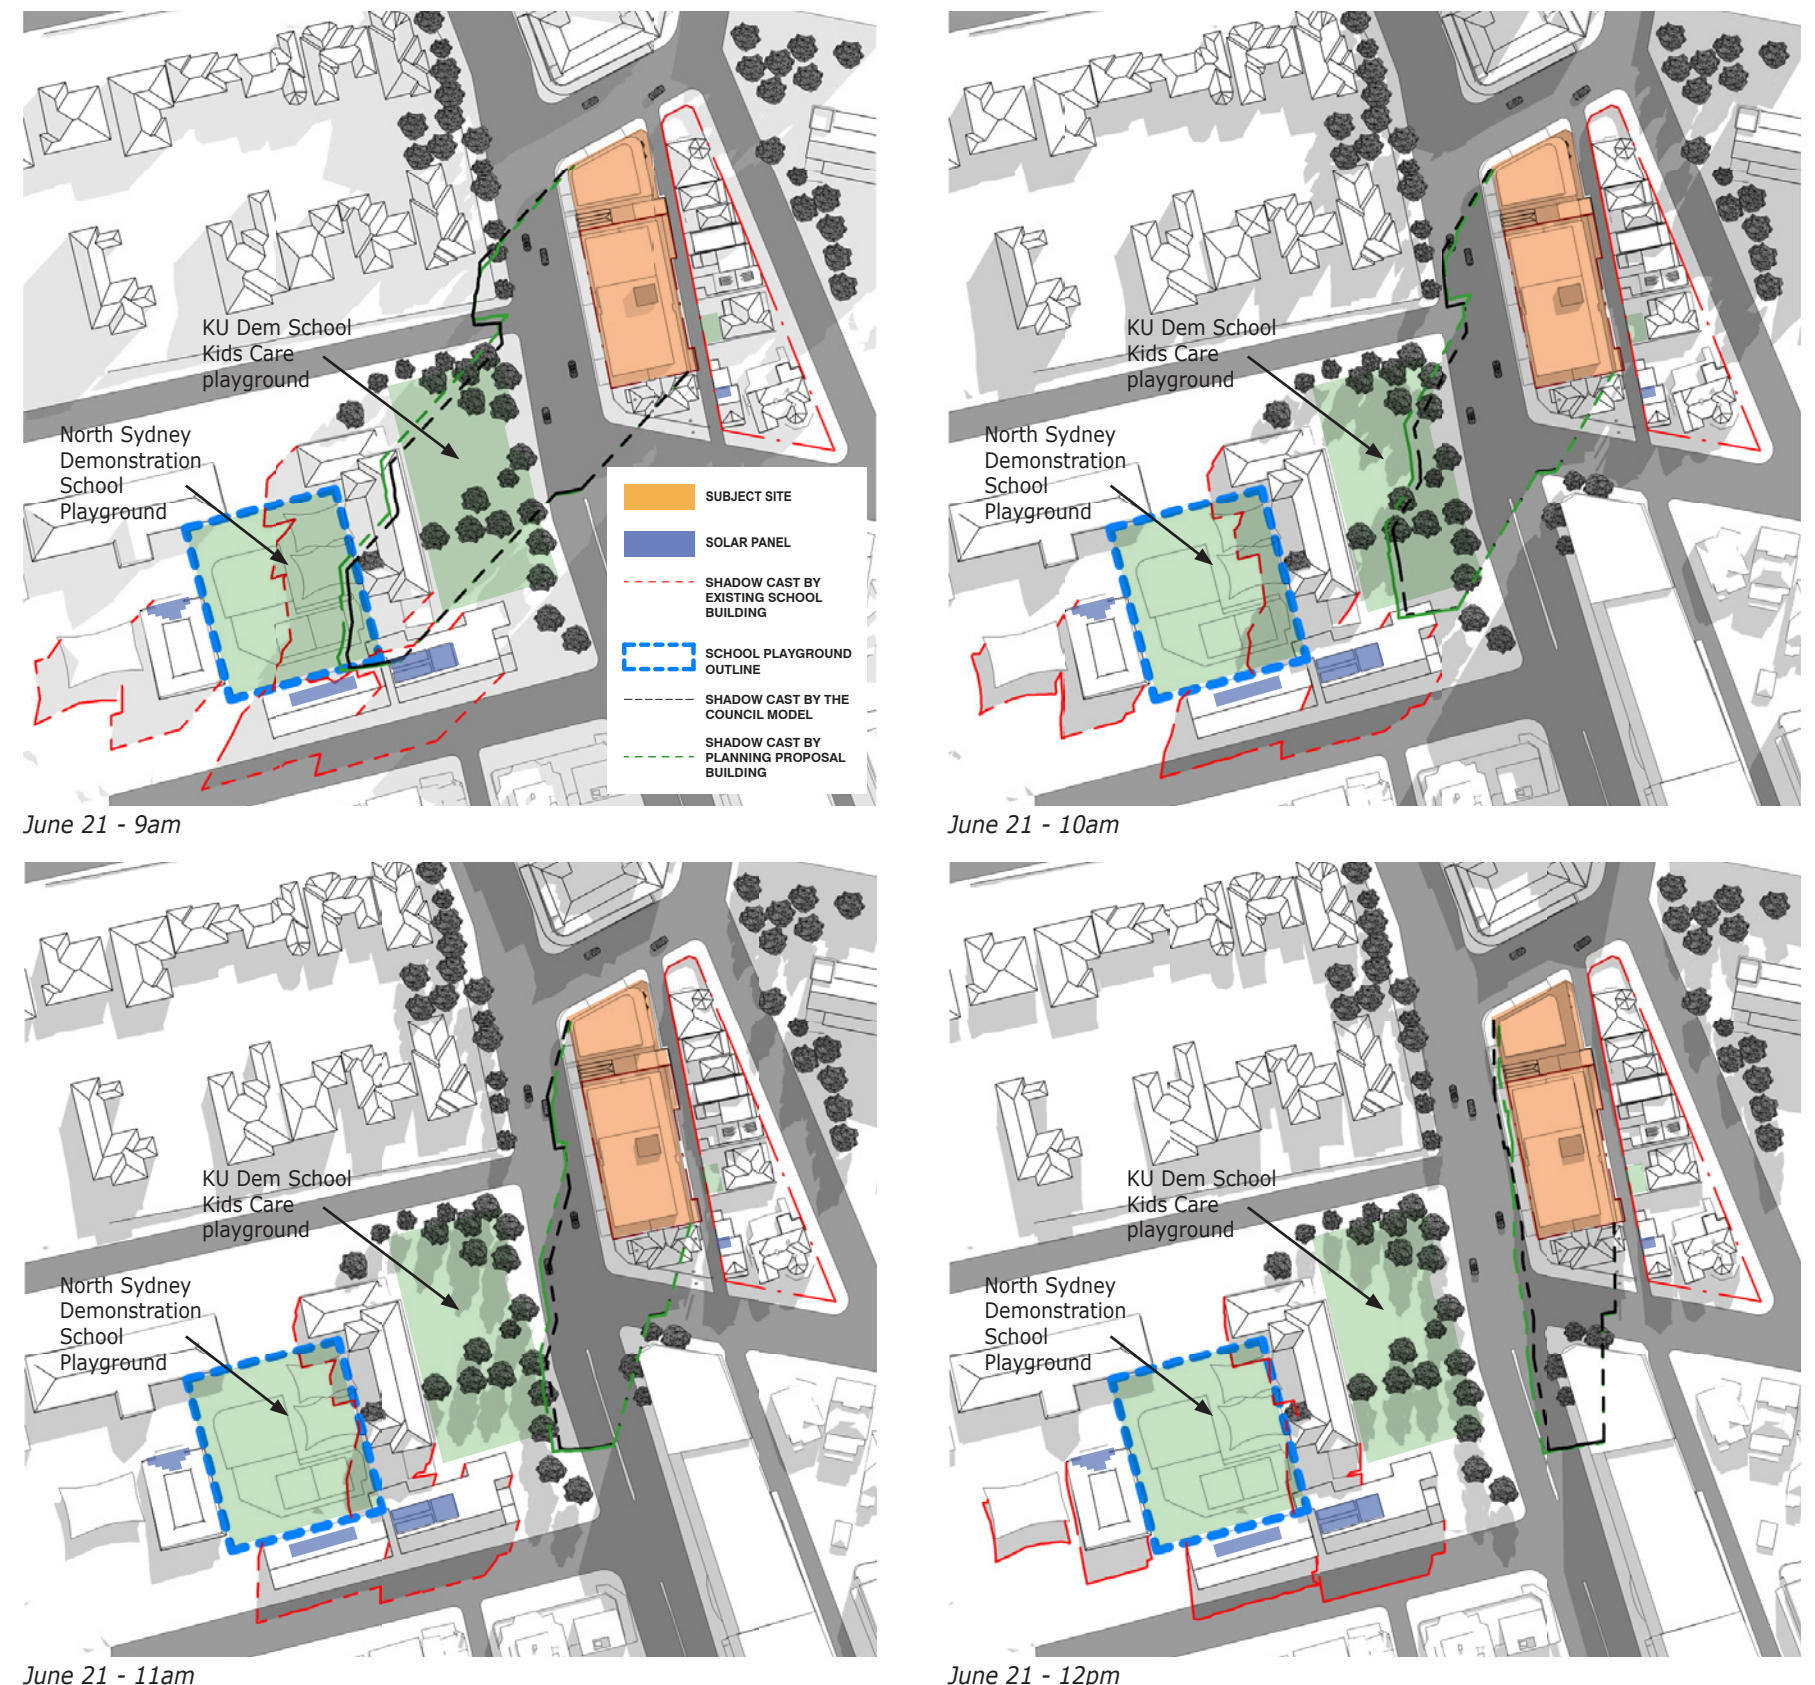 KU Dem School
Kids Care
playground
North Sydney
Demonstration
School
Playground
SUBJECT SITE
SOLAR PANEL
SHADOW CAST BY
EXISTING SCHOOL
BUILDING
SCHOOL PLAYGROUND
OUTLINE
SHADOW CAST BY THE
COUNCIL MODEL
SHADOW CAST BY
PLANNING PROPOSAL
BUILDING
June 21 - 9am
KU Dem School
Kids Care
playground
North Sydney
Demonstration
School
Playground
June 21 - 10am
KU Dem School
Kids Care
playground
North Sydney
Demonstration
School
Playground
June 21 - 11am
KU Dem School
Kids Care
playground
North Sydney
Demonstration
School
Playground
June 21 - 12pm